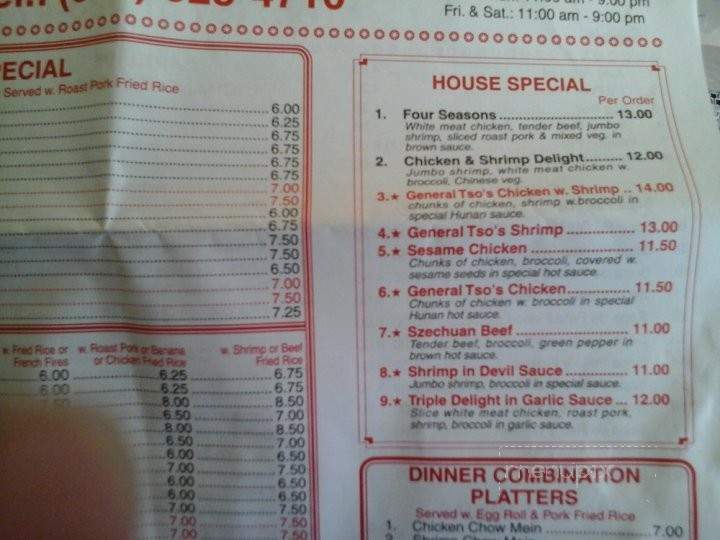 Fri. & Sat.: 11:00 am - 9:00 pm
PECIAL
Served w. Roast Pork Fried Rice
6.00
6.25
6.75
6.75
6.75
6.75
7.00
7.50
6.00
6.75
7.50
7.50
6.50
7.00
7.50
7.25
w. Fried Rice or French Fires
w. Roast Pork or Banana or Chicken Fried Rice
w. Shrimp or Beef Fried Rice
6.00 6.25 6.75
6.00 6.25 6.75
8.00 8.50
6.50 7.00
8.00 8.50
6.50 7.00
6.50 7.00
7.00 7.50
6.00 6.50
6.50 7.00
7.00 7.50
7.00 7.50
HOUSE SPECIAL
Per Order
1. Four Seasons 13.00
White meat chicken, tender beef, jumbo
shrimp, sliced roast pork & mixed veg. in
brown sauce.
2. Chicken & Shrimp Delight 12.00
Jumbo shrimp, white meat chicken w.
broccoli, Chinese veg.
3.★ General Tso's Chicken w. Shrimp .. 14.00
chunks of chicken, shrimp w.broccoli in
special Hunan sauce.
4.★ General Tso's Shrimp 13.00
5.★ Sesame Chicken 11.50
Chunks of chicken, broccoli, covered w.
sesame seeds in special hot sauce.
6.★ General Tso's Chicken 11.50
Chunks of chicken w. broccoli in special
Hunan hot sauce.
7.★ Szechuan Beef 11.00
Tender beef, broccoli, green pepper in
brown hot sauce.
8.★ Shrimp in Devil Sauce 11.00
Jumbo shrimp, broccoli in special sauce.
9.★ Triple Delight in Garlic Sauce ... 12.00
Slice white meat chicken, roast pork,
shrimp, broccoli in garlic sauce.
DINNER COMBINATION
PLATTERS
Served w. Egg Roll & Pork Fried Rice
1. Chicken Chow Mein 7.00